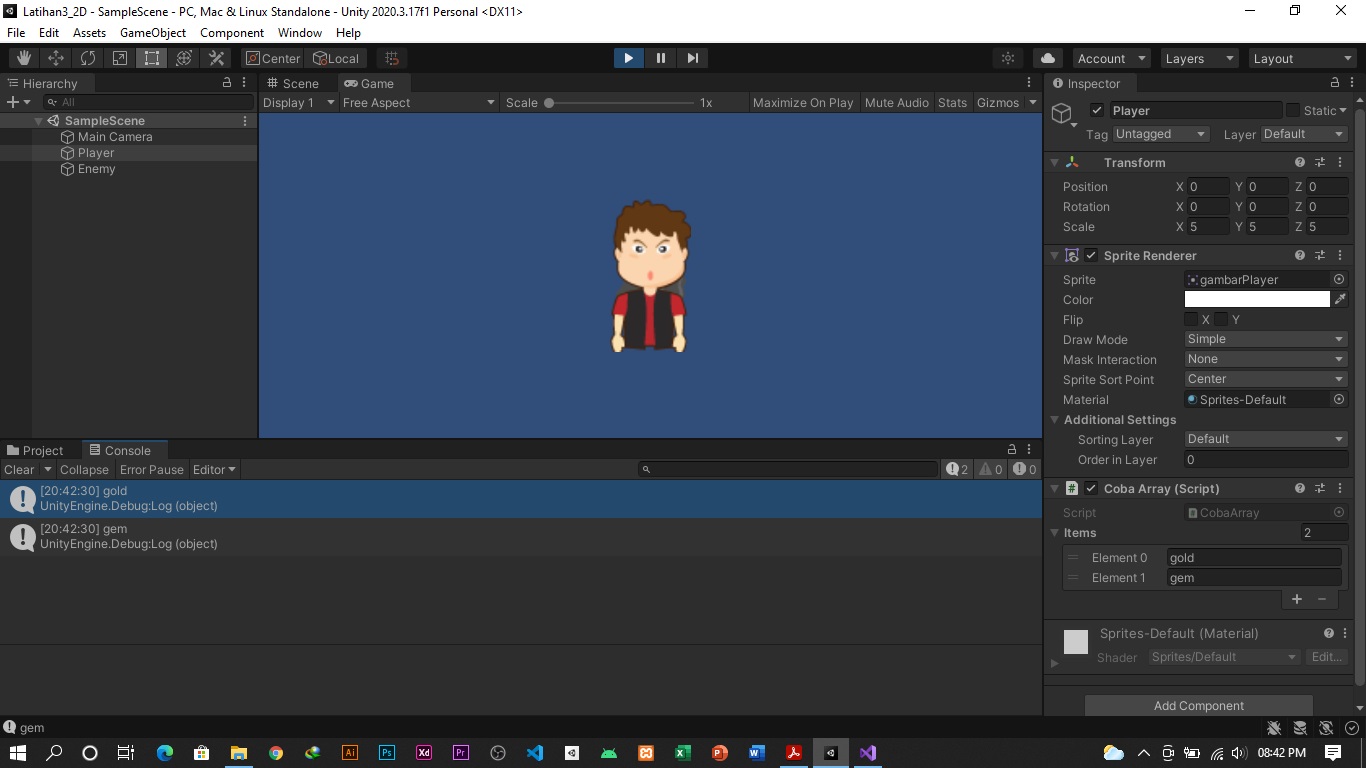 Latihan3_2D - SampleScene - PC, Mac & Linux Standalone - Unity 2020.3.17f1 Personal <DX11>
File Edit Assets GameObject Component Window Help
Center Local Account Layers Layout
Hierarchy
All
SampleScene
Main Camera
Player
Enemy
Scene Game
Display 1 Free Aspect Scale 1x Maximize On Play Mute Audio Stats Gizmos
Project Console
Clear Collapse Error Pause Editor 2 0 0
[20:42:30] gold
UnityEngine.Debug:Log (object)
[20:42:30] gem
UnityEngine.Debug:Log (object)
Inspector
Player Static
Tag Untagged Layer Default
Transform
Position X 0 Y 0 Z 0
Rotation X 0 Y 0 Z 0
Scale X 5 Y 5 Z 5
Sprite Renderer
Sprite gambarPlayer
Color
Flip X Y
Draw Mode Simple
Mask Interaction None
Sprite Sort Point Center
Material Sprites-Default
Additional Settings
Sorting Layer Default
Order in Layer 0
# Coba Array (Script)
Script CobaArray
Items 2
Element 0 gold
Element 1 gem
+ −
Sprites-Default (Material)
Shader Sprites/Default Edit...
Add Component
gem
Ai Ps Xd Pr 08:42 PM